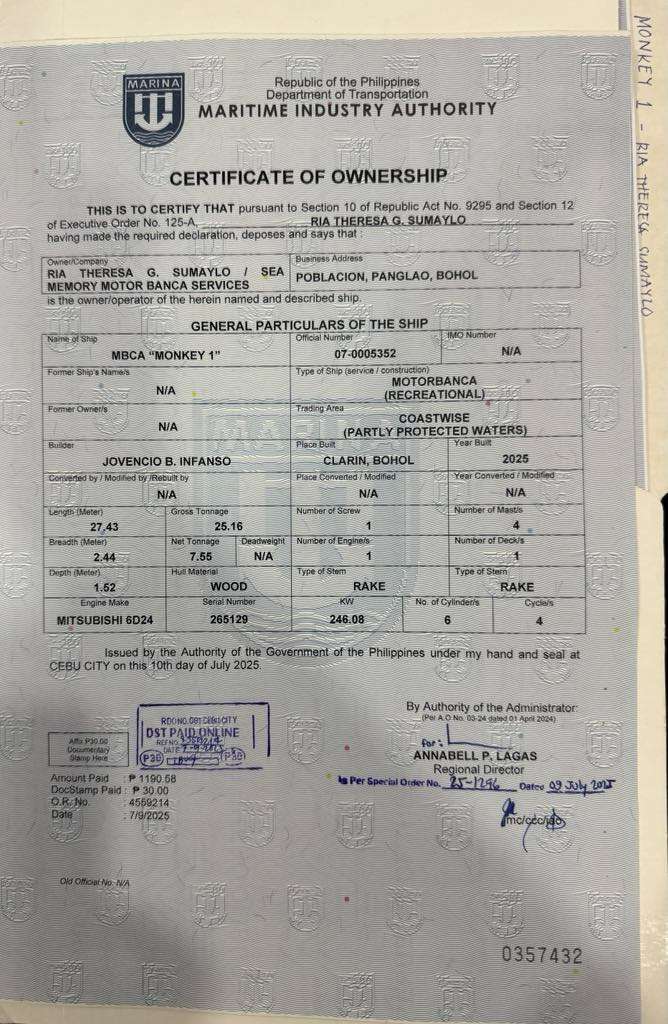 MONKEY 1 - RIA THERESA SUMAYLO
MARINA
Republic of the Philippines
Department of Transportation
MARITIME INDUSTRY AUTHORITY
CERTIFICATE OF OWNERSHIP
THIS IS TO CERTIFY THAT pursuant to Section 10 of Republic Act No. 9295 and Section 12
of Executive Order No. 125-A, RIA THERESA G. SUMAYLO
having made the required declaration, deposes and says that :
Owner/Company
RIA THERESA G. SUMAYLO / SEA
MEMORY MOTOR BANCA SERVICES
Business Address
POBLACION, PANGLAO, BOHOL
is the owner/operator of the herein named and described ship.
GENERAL PARTICULARS OF THE SHIP
Name of Ship
MBCA "MONKEY 1"
Official Number
07-0005352
IMO Number
N/A
Former Ship's Name/s
N/A
Type of Ship (service / construction)
MOTORBANCA
(RECREATIONAL)
Former Owner/s
N/A
Trading Area
COASTWISE
(PARTLY PROTECTED WATERS)
Builder
JOVENCIO B. INFANSO
Place Built
CLARIN, BOHOL
Year Built
2025
Converted by / Modified by /Rebuilt by
N/A
Place Converted / Modified
N/A
Year Converted / Modified
N/A
Length (Meter)
27.43
Gross Tonnage
25.16
Number of Screw
1
Number of Mast/s
4
Breadth (Meter)
2.44
Net Tonnage
7.55
Deadweight
N/A
Number of Engine/s
1
Number of Deck/s
1
Depth (Meter)
1.52
Hull Material
WOOD
Type of Stem
RAKE
Type of Stern
RAKE
Engine Make
MITSUBISHI 6D24
Serial Number
265129
KW
246.08
No. of Cylinder/s
6
Cycle/s
4
Issued by the Authority of the Government of the Philippines under my hand and seal at
CEBU CITY on this 10th day of July 2025.
Affix P30.00
Documentary
Stamp Here
RDO NO. 081 CEBU CITY
DST PAID ONLINE
REF NO.
DATE 7-9-2025
P30
P30
By Authority of the Administrator:
(Per A.O No. 03-24 dated 01 April 2024)
for:
ANNABELL P. LAGAS
Regional Director
As Per Special Order No. 25-1296 Dated 09 July 2025
Amount Paid : ₱ 1190.58
DocStamp Paid : ₱ 30.00
O.R. No. : 4559214
Date : 7/9/2025
Old Official No. N/A
0357432